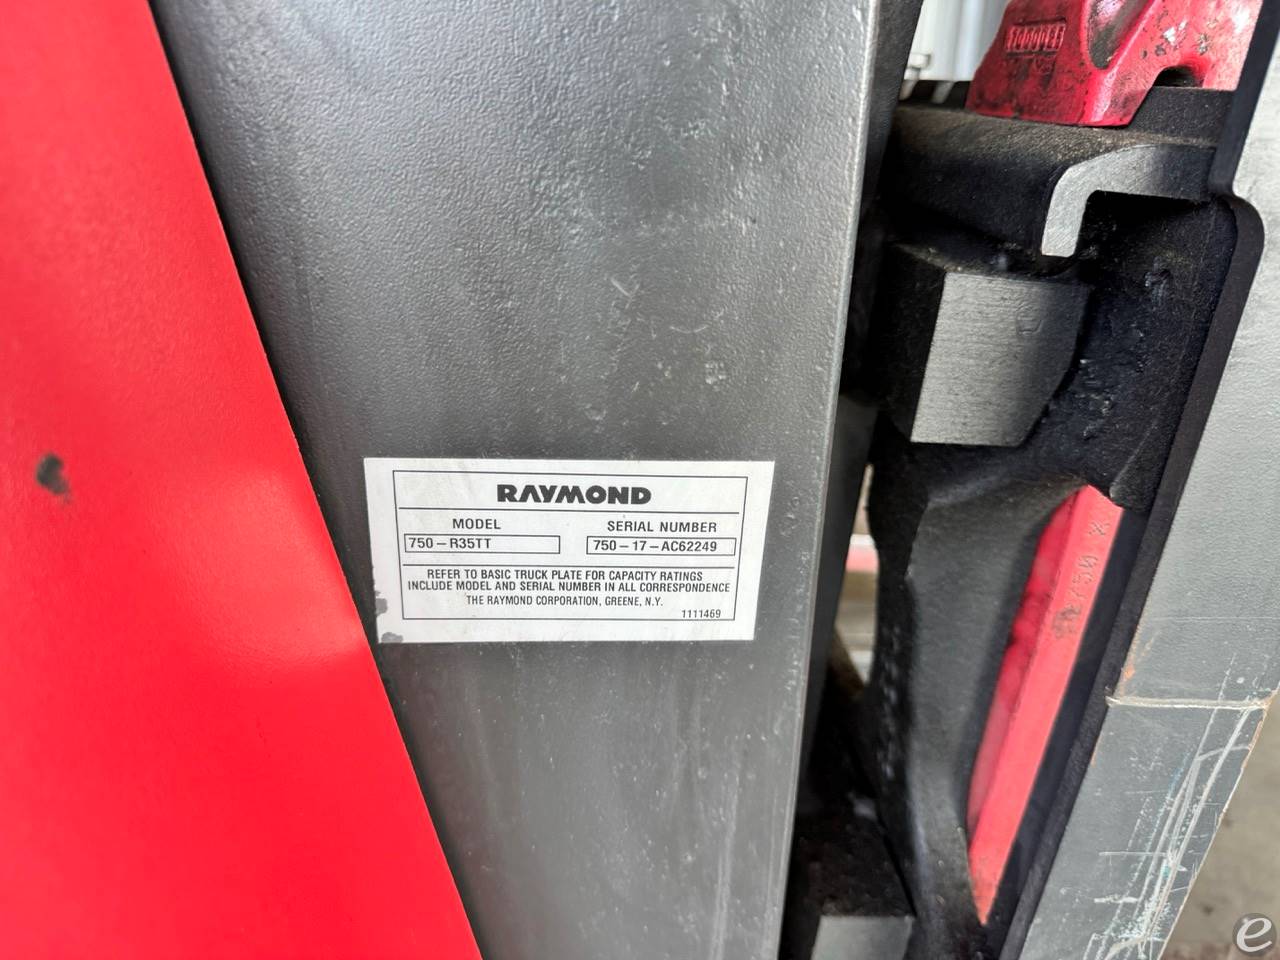 RAYMOND
MODEL SERIAL NUMBER
750-R35TT 750-17-AC62249
REFER TO BASIC TRUCK PLATE FOR CAPACITY RATINGS
INCLUDE MODEL AND SERIAL NUMBER IN ALL CORRESPONDENCE
THE RAYMOND CORPORATION, GREENE, N.Y.
1111469
e